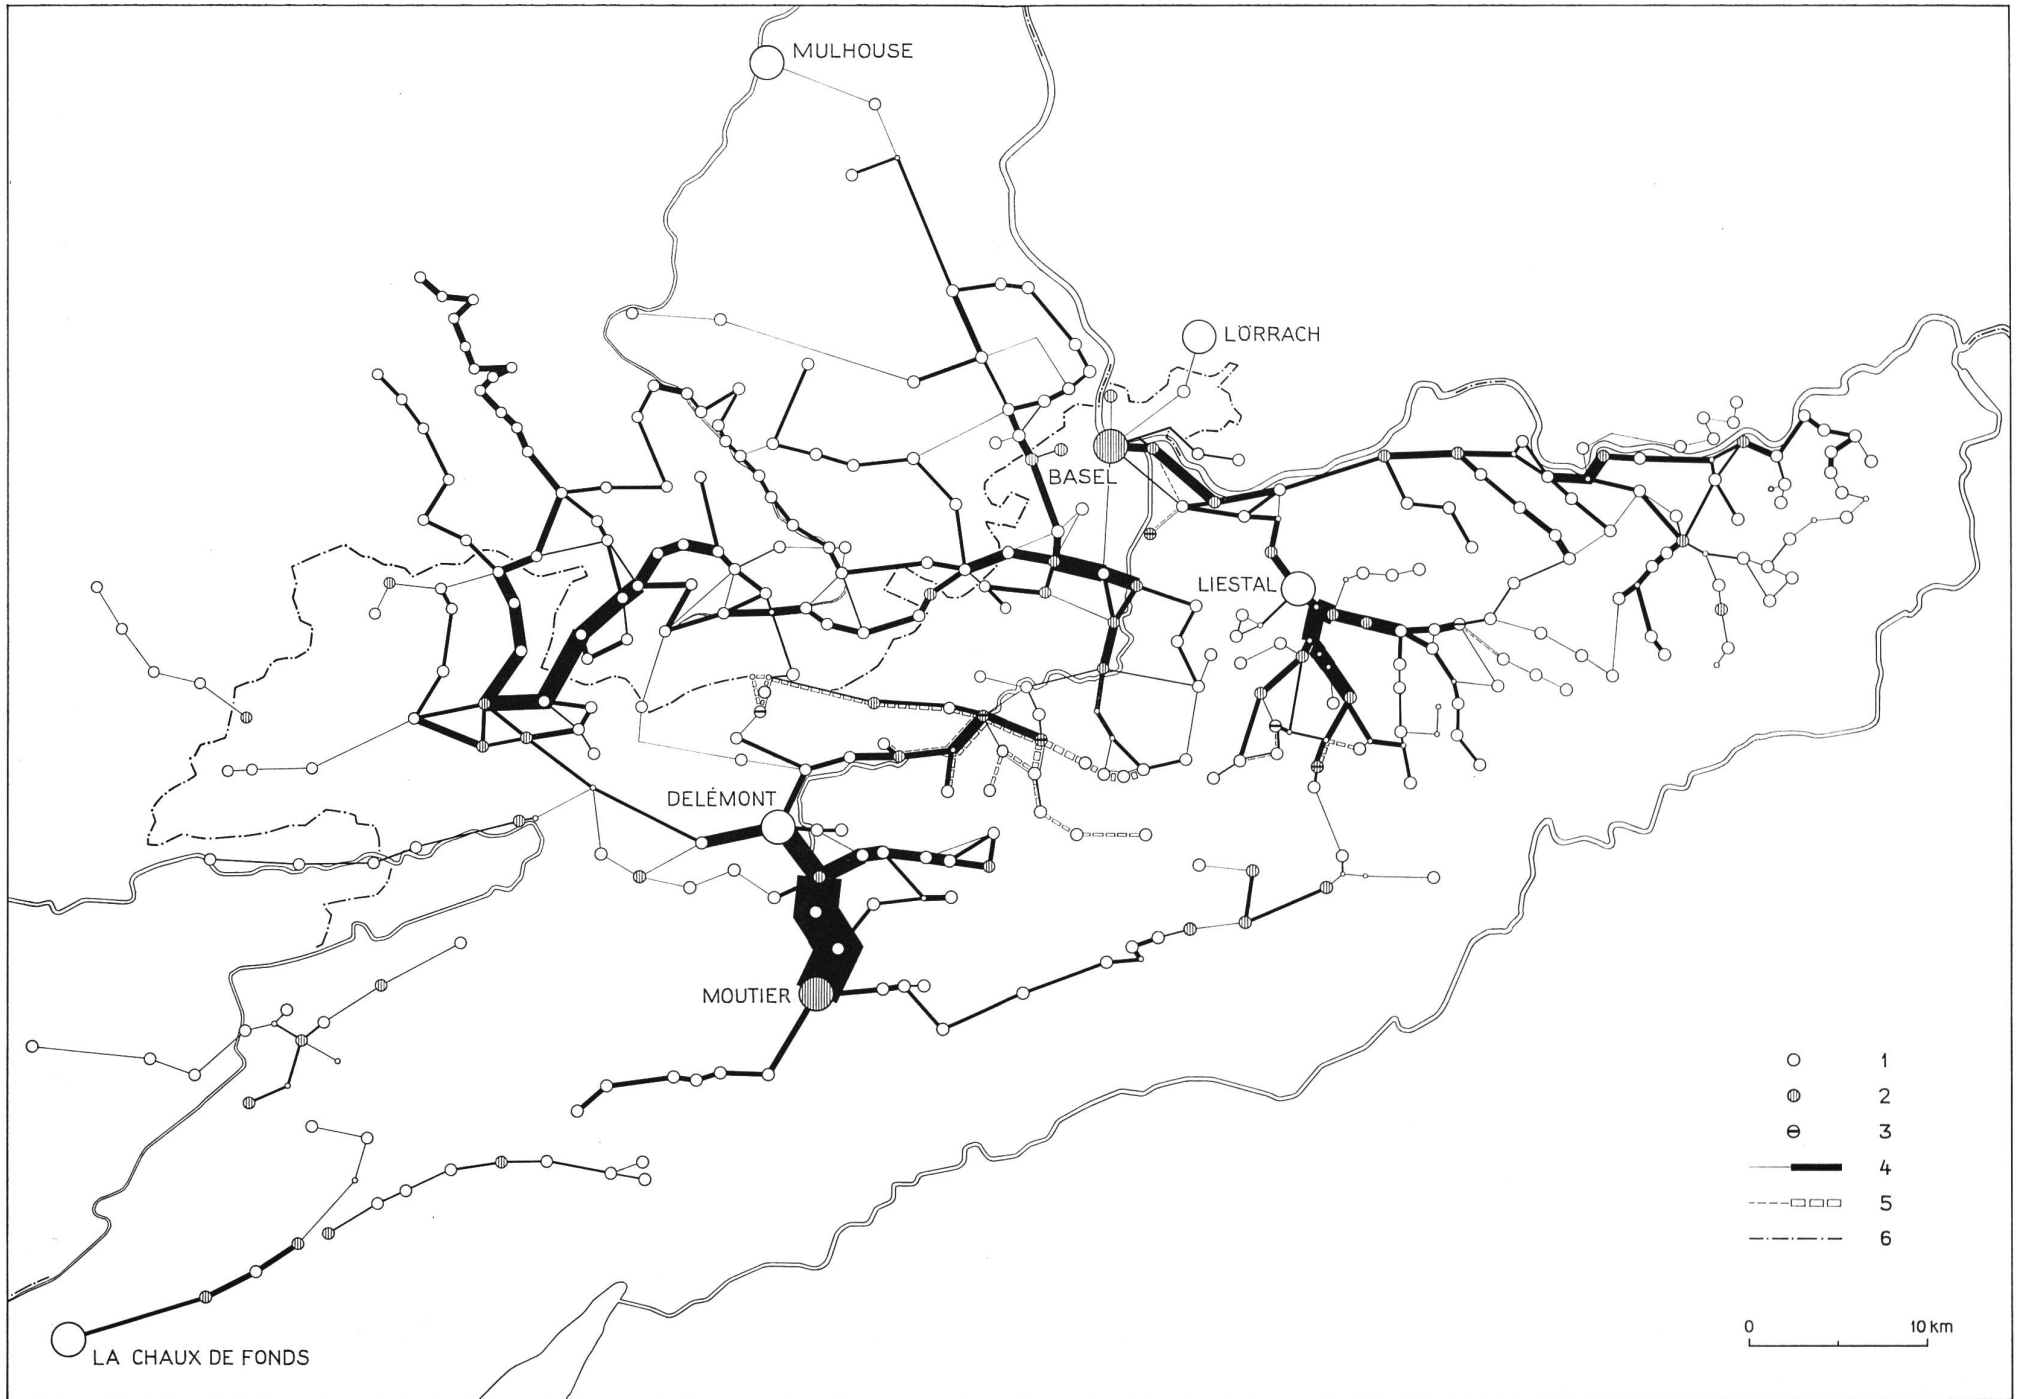 MULHOUSE
LÖRRACH
BASEL
LIESTAL
DELÉMONT
MOUTIER
1
2
3
4
5
6
0 10 km
LA CHAUX DE FONDS